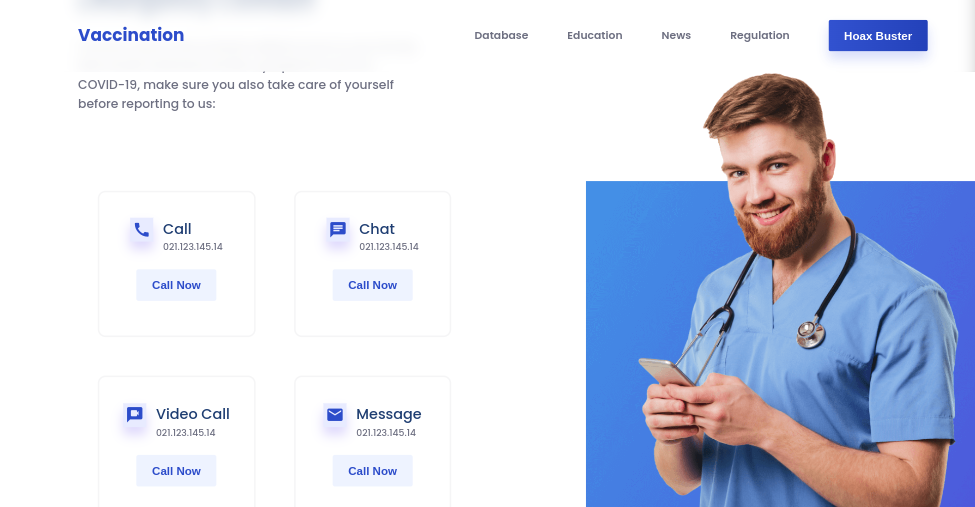 Vaccination
Database
Education
News
Regulation
Hoax Buster
COVID-19, make sure you also take care of yourself
before reporting to us:
Call
021.123.145.14
Call Now
Chat
021.123.145.14
Call Now
Video Call
021.123.145.14
Call Now
Message
021.123.145.14
Call Now